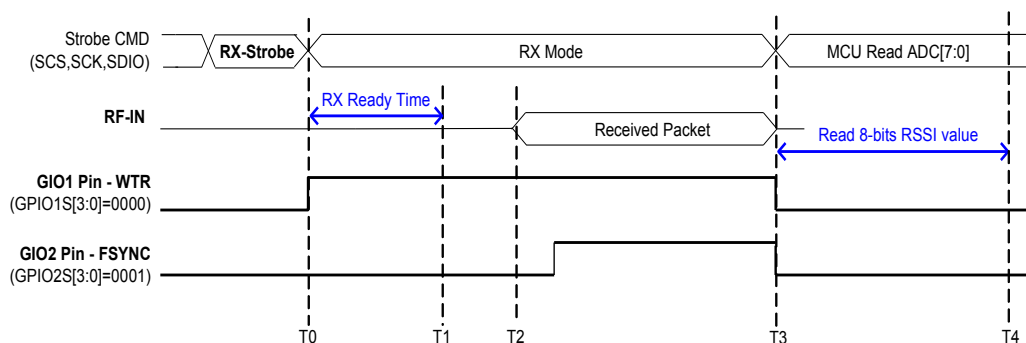 Strobe CMD
(SCS,SCK,SDIO)
RX-Strobe
RX Mode
MCU Read ADC[7:0]
RX Ready Time
RF-IN
Received Packet
Read 8-bits RSSI value
GIO1 Pin - WTR
(GPIO1S[3:0]=0000)
GIO2 Pin - FSYNC
(GPIO2S[3:0]=0001)
T0
T1
T2
T3
T4